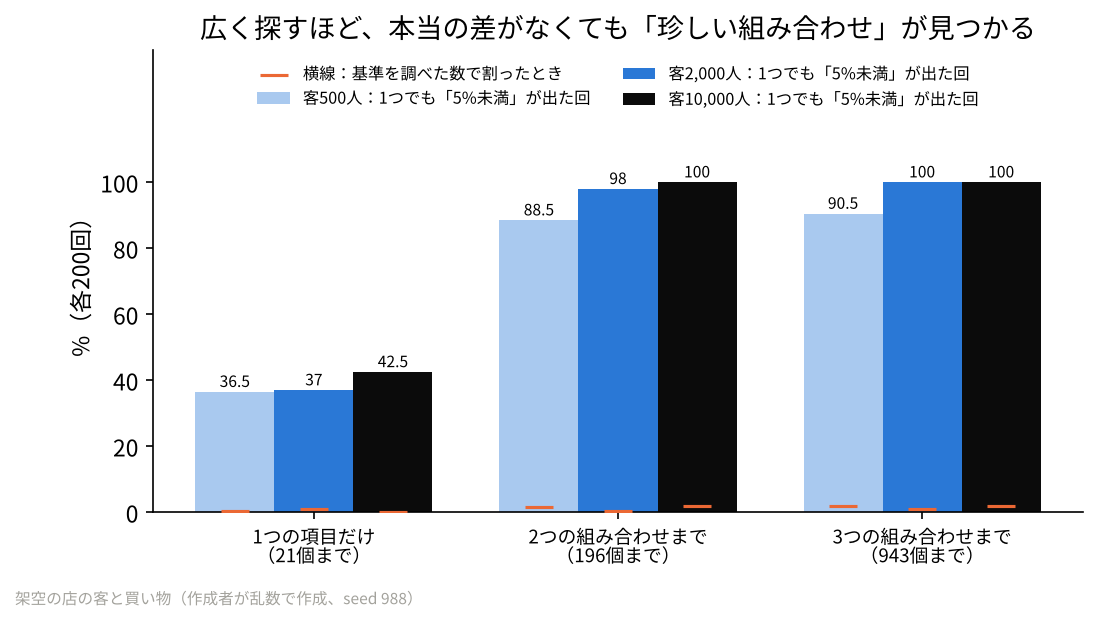 広く探すほど、本当の差がなくても「珍しい組み合わせ」が見つかる
横線：基準を調べた数で割ったとき
客500人：1つでも「5%未満」が出た回
客2,000人：1つでも「5%未満」が出た回
客10,000人：1つでも「5%未満」が出た回
%（各200回）
100
80
60
40
20
0
36.5
37
42.5
88.5
98
100
90.5
100
100
1つの項目だけ
（21個まで）
2つの組み合わせまで
（196個まで）
3つの組み合わせまで
（943個まで）
架空の店の客と買い物（作成者が乱数で作成、seed 988）